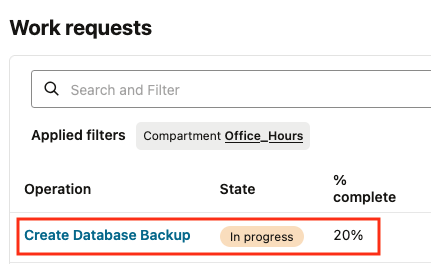 Work requests
Search and Filter
Applied filters Compartment Office_Hours
Operation State % complete
Create Database Backup In progress 20%